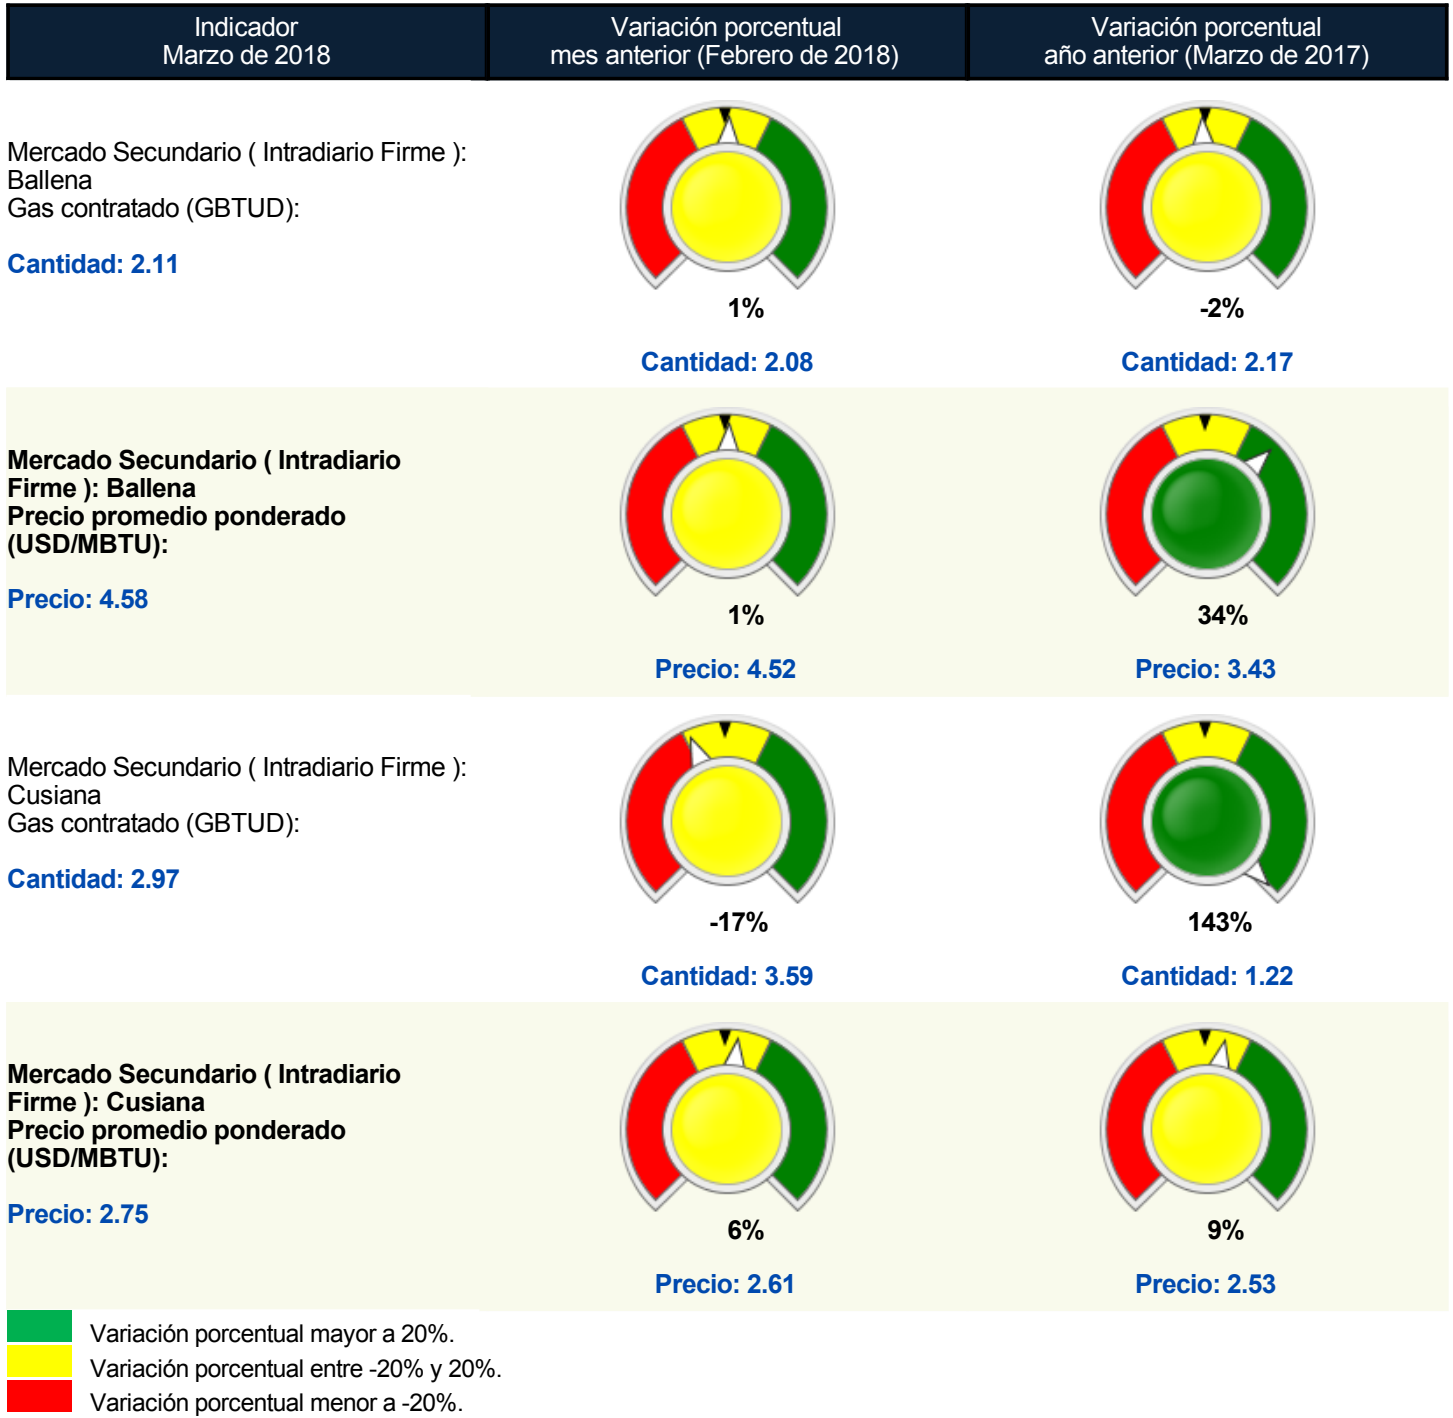 Indicador
Marzo de 2018
Variación porcentual
mes anterior (Febrero de 2018)
Variación porcentual
año anterior (Marzo de 2017)
Mercado Secundario ( Intradiario Firme ):
Ballena
Gas contratado (GBTUD):
Cantidad: 2.11
1%
Cantidad: 2.08
-2%
Cantidad: 2.17
Mercado Secundario ( Intradiario
Firme ): Ballena
Precio promedio ponderado
(USD/MBTU):
Precio: 4.58
1%
Precio: 4.52
34%
Precio: 3.43
Mercado Secundario ( Intradiario Firme ):
Cusiana
Gas contratado (GBTUD):
Cantidad: 2.97
-17%
Cantidad: 3.59
143%
Cantidad: 1.22
Mercado Secundario ( Intradiario
Firme ): Cusiana
Precio promedio ponderado
(USD/MBTU):
Precio: 2.75
6%
Precio: 2.61
9%
Precio: 2.53
Variación porcentual mayor a 20%.
Variación porcentual entre -20% y 20%.
Variación porcentual menor a -20%.